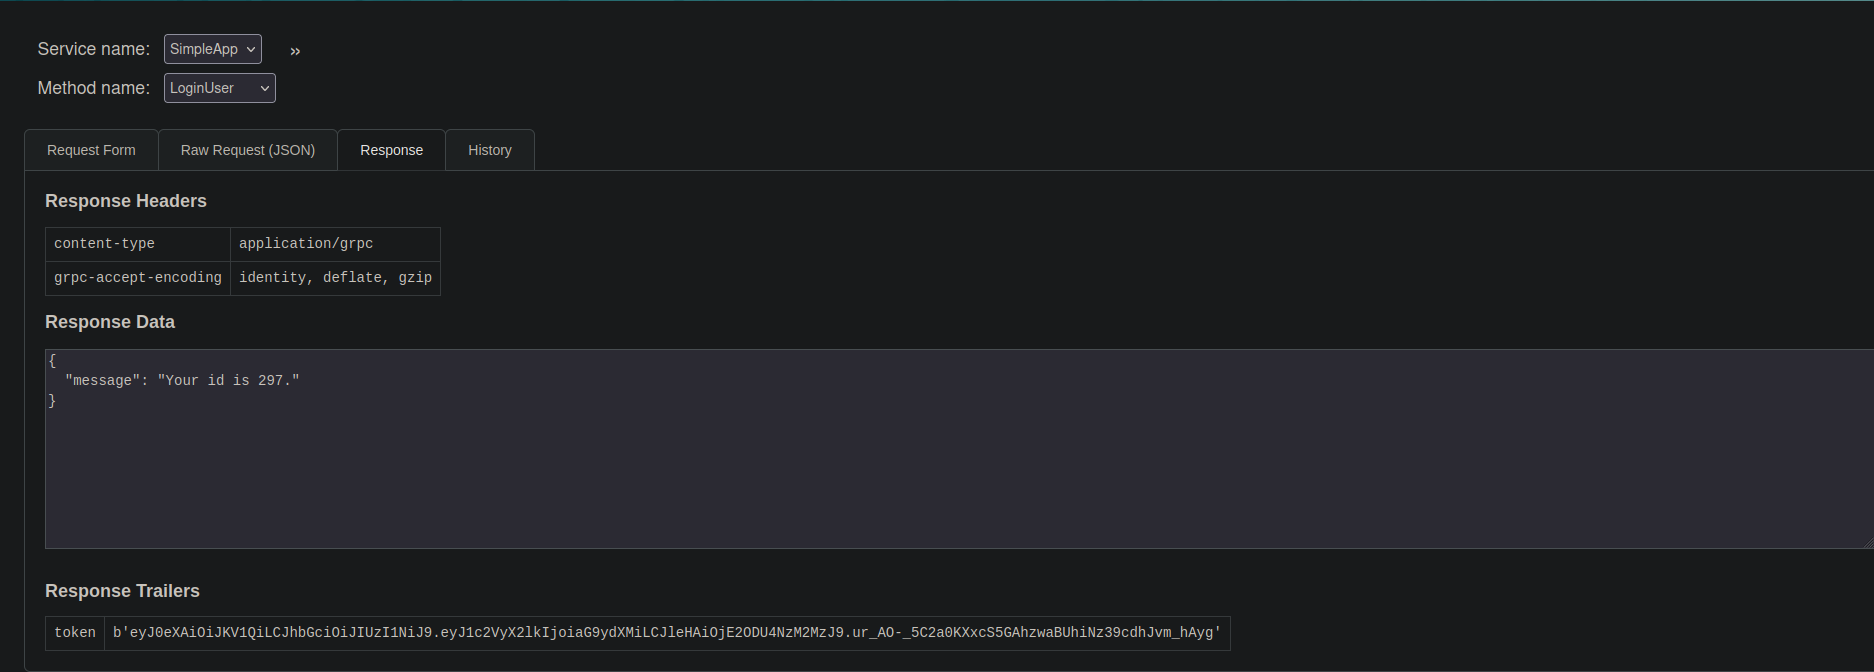 Service name: SimpleApp »
Method name: LoginUser
Request Form Raw Request (JSON) Response History
Response Headers
content-type application/grpc
grpc-accept-encoding identity, deflate, gzip
Response Data
{
"message": "Your id is 297."
}
Response Trailers
token b'eyJ0eXAiOiJKV1QiLCJhbGciOiJIUzI1NiJ9.eyJ1c2VyX2lkIjoiaG9ydXMiLCJleHAiOjE2ODU4NzM2MzJ9.ur_AO-_5C2a0KXxcS5GAhzwaBUhiNz39cdhJvm_hAyg'